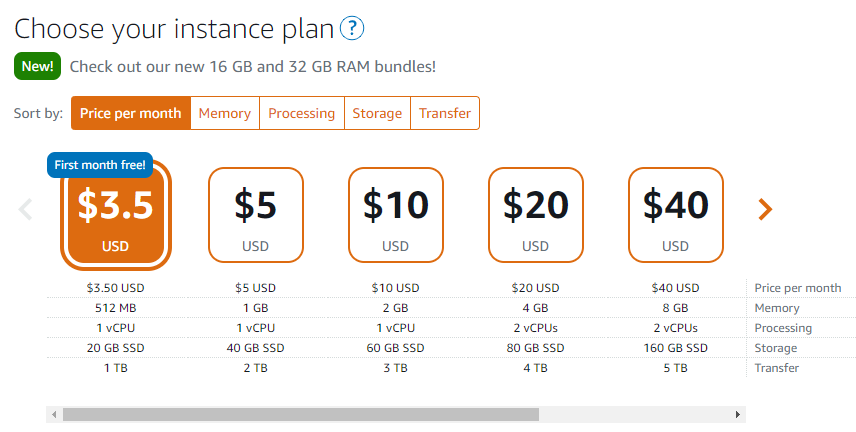 Choose your instance plan ?
New! Check out our new 16 GB and 32 GB RAM bundles!
Sort by: Price per month Memory Processing Storage Transfer
First month free!
$3.5 $5 $10 $20 $40
USD USD USD USD USD
$3.50 USD $5 USD $10 USD $20 USD $40 USD Price per month
512 MB 1 GB 2 GB 4 GB 8 GB Memory
1 vCPU 1 vCPU 1 vCPU 2 vCPUs 2 vCPUs Processing
20 GB SSD 40 GB SSD 60 GB SSD 80 GB SSD 160 GB SSD Storage
1 TB 2 TB 3 TB 4 TB 5 TB Transfer